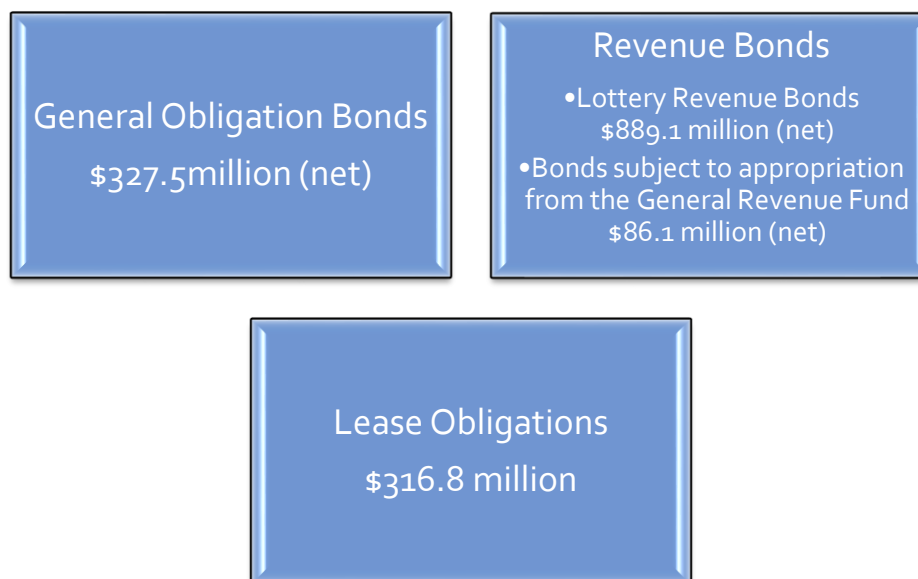 General Obligation Bonds
$327.5million (net)
Revenue Bonds
•Lottery Revenue Bonds
$889.1 million (net)
•Bonds subject to appropriation
from the General Revenue Fund
$86.1 million (net)
Lease Obligations
$316.8 million